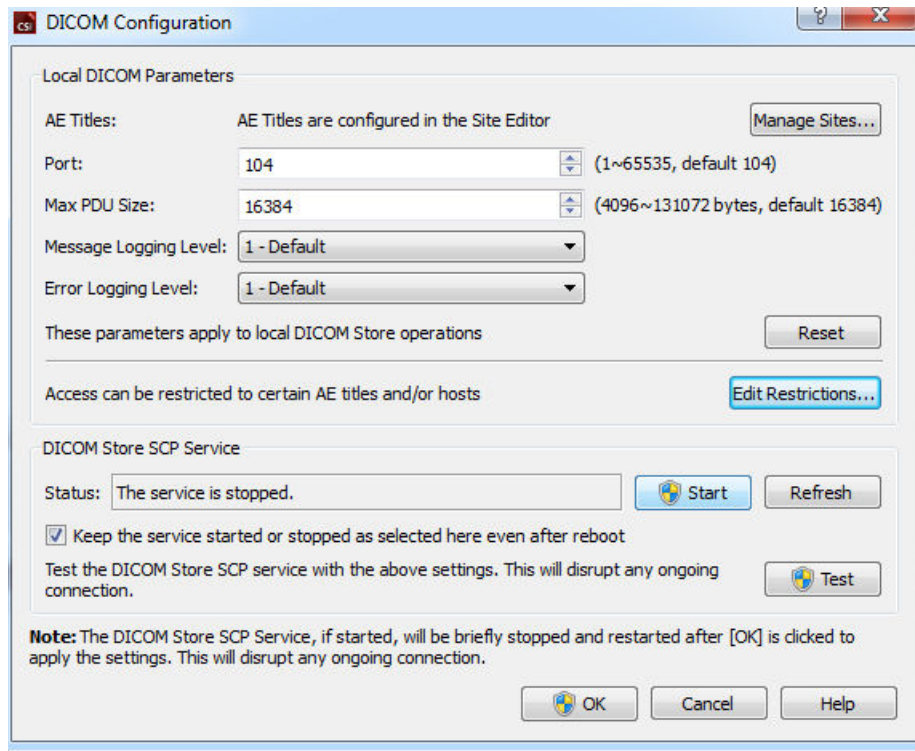 CSI DICOM Configuration
?
X
Local DICOM Parameters
AE Titles: AE Titles are configured in the Site Editor Manage Sites...
Port: 104 (1~65535, default 104)
Max PDU Size: 16384 (4096~131072 bytes, default 16384)
Message Logging Level: 1 - Default
Error Logging Level: 1 - Default
These parameters apply to local DICOM Store operations Reset
Access can be restricted to certain AE titles and/or hosts Edit Restrictions...
DICOM Store SCP Service
Status: The service is stopped. Start Refresh
Keep the service started or stopped as selected here even after reboot
Test the DICOM Store SCP service with the above settings. This will disrupt any ongoing
connection. Test
Note: The DICOM Store SCP Service, if started, will be briefly stopped and restarted after [OK] is clicked to
apply the settings. This will disrupt any ongoing connection.
OK Cancel Help